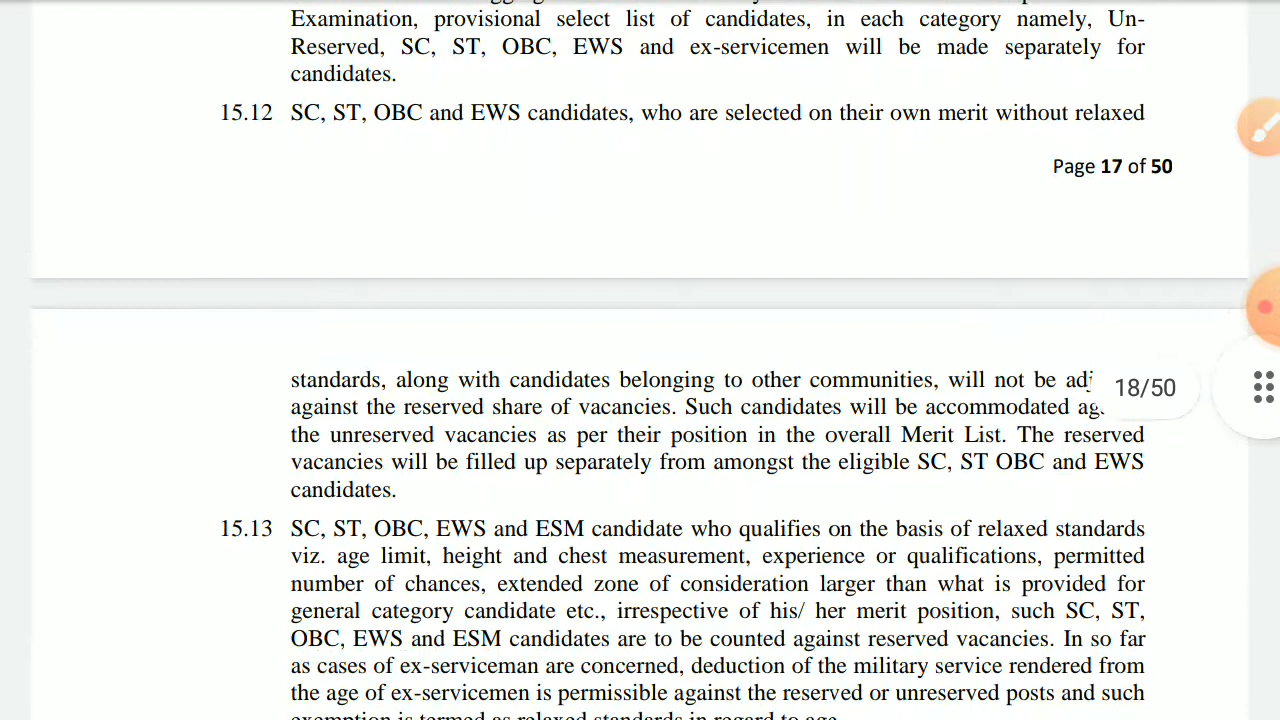 Examination, provisional select list of candidates, in each category namely, Un-
Reserved, SC, ST, OBC, EWS and ex-servicemen will be made separately for
candidates.
15.12 SC, ST, OBC and EWS candidates, who are selected on their own merit without relaxed
Page 17 of 50
standards, along with candidates belonging to other communities, will not be
18/50
against the reserved share of vacancies. Such candidates will be accommodated
the unreserved vacancies as per their position in the overall Merit List. The reserved
vacancies will be filled up separately from amongst the eligible SC, ST OBC and EWS
candidates.
15.13 SC, ST, OBC, EWS and ESM candidate who qualifies on the basis of relaxed standards
viz. age limit, height and chest measurement, experience or qualifications, permitted
number of chances, extended zone of consideration larger than what is provided for
general category candidate etc., irrespective of his/ her merit position, such SC, ST,
OBC, EWS and ESM candidates are to be counted against reserved vacancies. In so far
as cases of ex-serviceman are concerned, deduction of the military service rendered from
the age of ex-servicemen is permissible against the reserved or unreserved posts and such
exemption is termed as relaxed standards in regard to age.